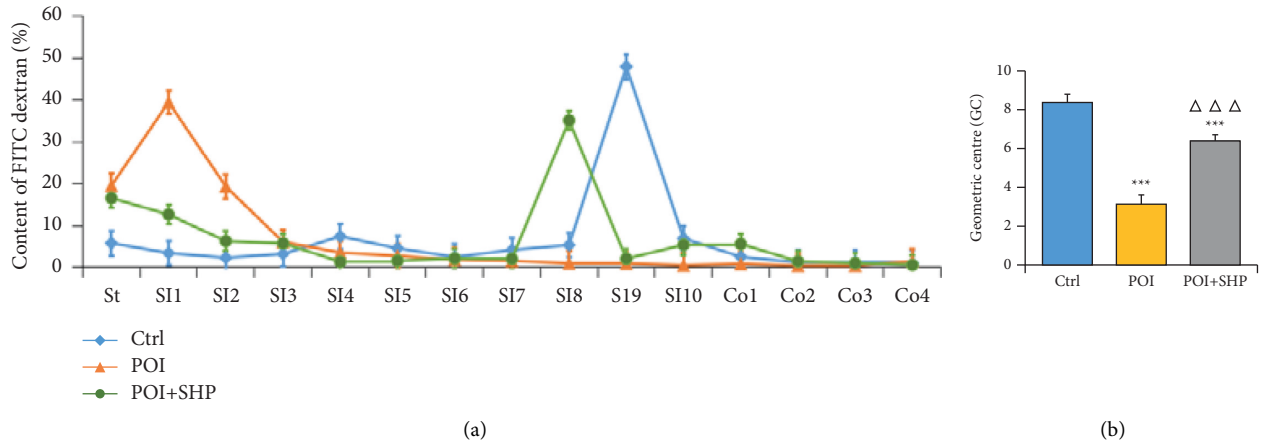 Content of FITC dextran (%)
60
50
40
30
20
10
0
St SI1 SI2 SI3 SI4 SI5 SI6 SI7 SI8 S19 SI10 Co1 Co2 Co3 Co4
Ctrl
POI
POI+SHP
(a)
Geometric centre (GC)
10
8
6
4
2
0
***
△ △ △
***
Ctrl POI POI+SHP
(b)